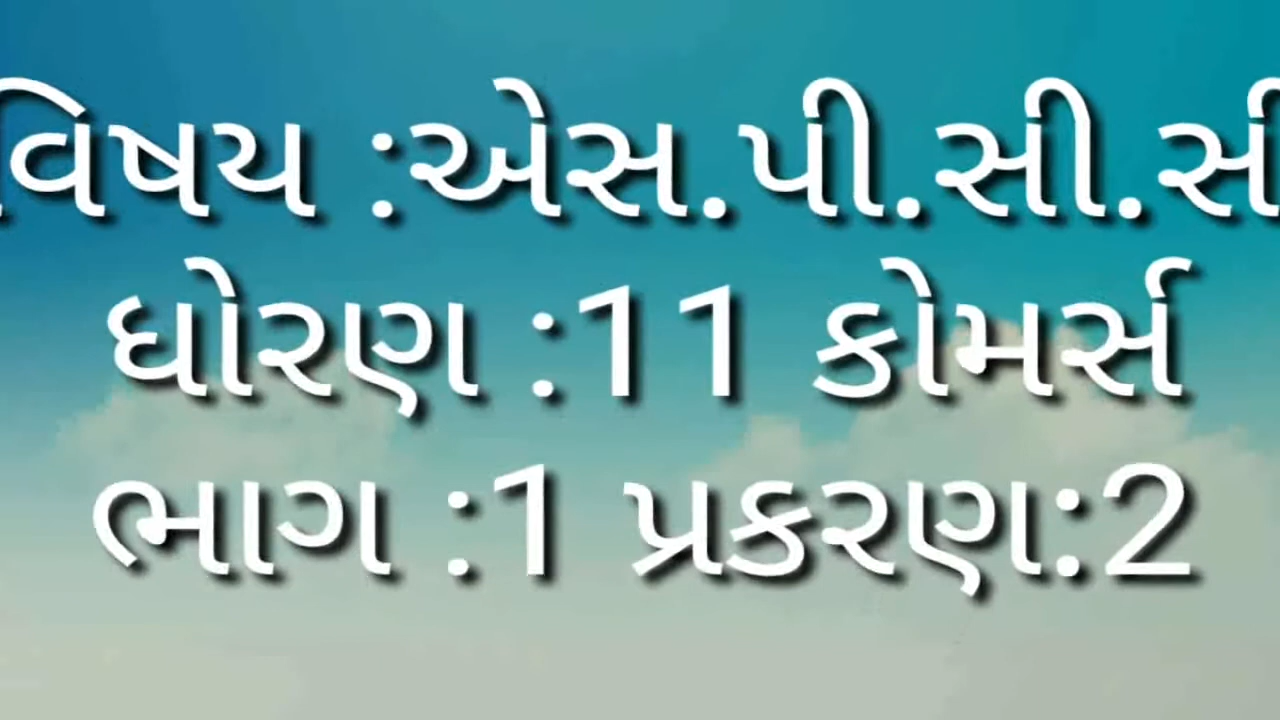 વિષય :એસ.પી.સી.સી
ધોરણ :11 કોમર્સ
ભાગ :1 પ્રકરણ:2